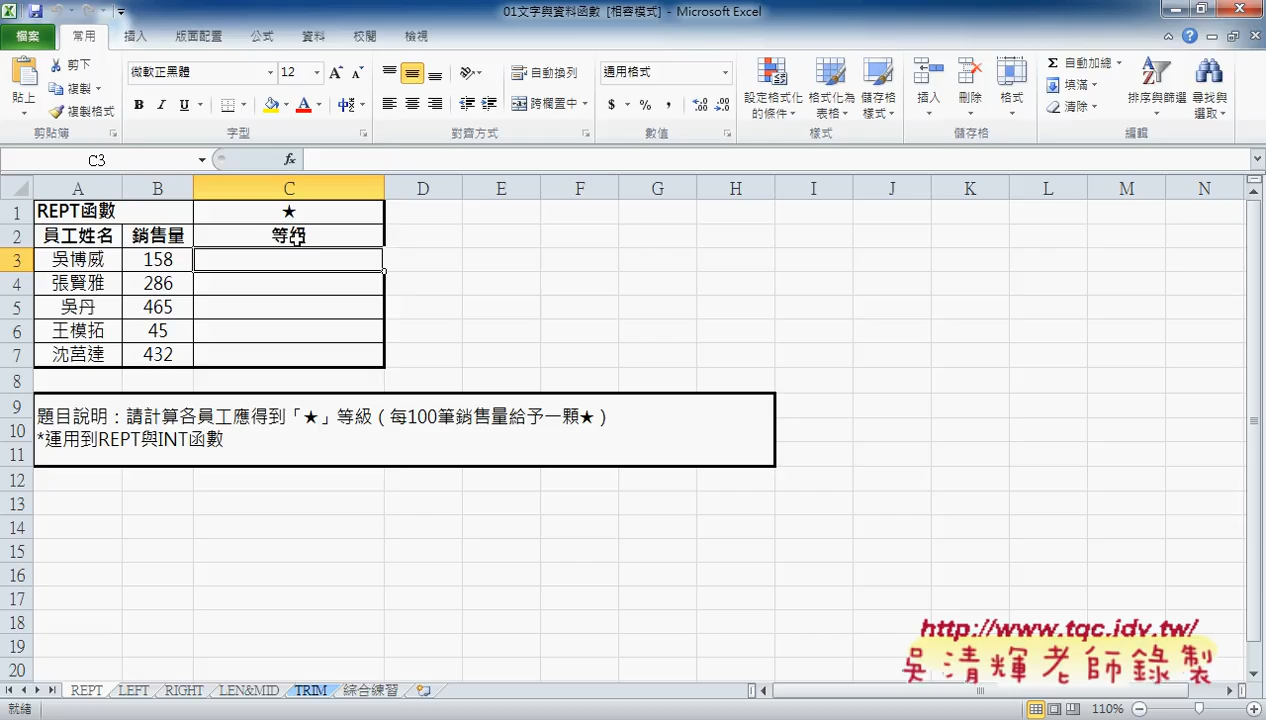 01文字與資料函數 [相容模式] - Microsoft Excel
檔案 常用 插入 版面配置 公式 資料 校閱 檢視
貼上 剪下 複製 複製格式 剪貼簿
微軟正黑體 12 B I U 字型
自動換列 跨欄置中 對齊方式
通用格式 $ % , 數值
設定格式化的條件 格式化為表格 儲存格樣式 樣式
插入 刪除 格式 儲存格
Σ 自動加總 填滿 清除 排序與篩選 尋找與選取 編輯
C3 fx
A B C D E F G H I J K L M N
1 REPT函數 ★
2 員工姓名 銷售量 等級
3 吳博威 158
4 張賢雅 286
5 吳丹 465
6 王模拓 45
7 沈莒達 432
8
9 題目說明：請計算各員工應得到「★」等級（每100筆銷售量給予一顆★）
10 *運用到REPT與INT函數
11
12
13
14
15
16
17
18
19
20
http://www.tqc.idv.tw/
吳清輝老師錄製
REPT LEFT RIGHT LEN&MID TRIM 綜合練習
就緒 110%